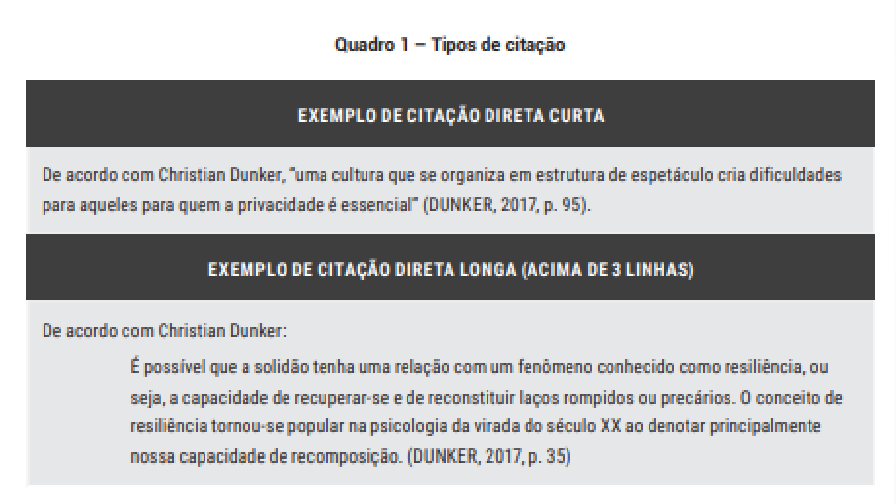 Quadro 1 – Tipos de citação
EXEMPLO DE CITAÇÃO DIRETA CURTA
De acordo com Christian Dunker, "uma cultura que se organiza em estrutura de espetáculo cria dificuldades
para aqueles para quem a privacidade é essencial" (DUNKER, 2017, p. 95).
EXEMPLO DE CITAÇÃO DIRETA LONGA (ACIMA DE 3 LINHAS)
De acordo com Christian Dunker:
É possível que a solidão tenha uma relação com um fenômeno conhecido como resiliência, ou
seja, a capacidade de recuperar-se e de reconstituir laços rompidos ou precários. O conceito de
resiliência tornou-se popular na psicologia da virada do século XX ao denotar principalmente
nossa capacidade de recomposição. (DUNKER, 2017, p. 35)